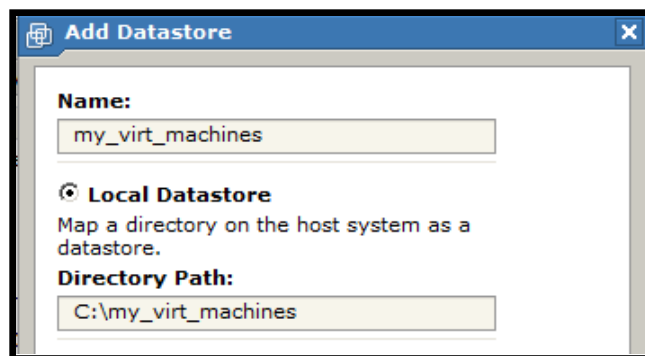 Add Datastore
Name:
my_virt_machines
Local Datastore
Map a directory on the host system as a
datastore.
Directory Path:
C:\my_virt_machines